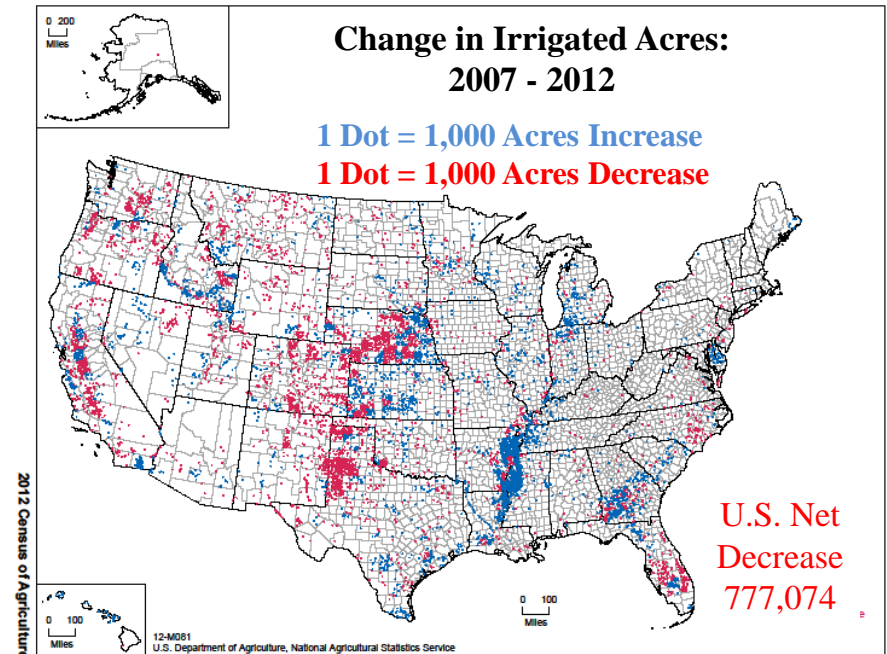 0 200
Miles
Change in Irrigated Acres:
2007 - 2012
1 Dot = 1,000 Acres Increase
1 Dot = 1,000 Acres Decrease
U.S. Net
Decrease
777,074
0 100
Miles
0 100
Miles
12-M081
U.S. Department of Agriculture, National Agricultural Statistics Service
2012 Census of Agriculture